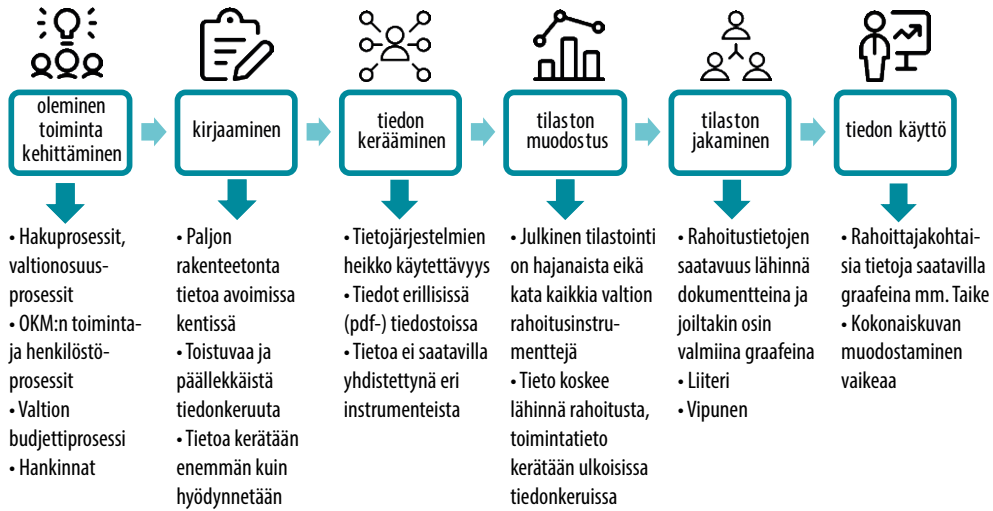 oleminen
toiminta
kehittäminen
kirjaaminen
tiedon
kerääminen
tilaston
muodostus
tilaston
jakaminen
tiedon käyttö
• Hakuprosessit,
valtionosuus-
prosessit
• OKM:n toiminta-
ja henkilöstö-
prosessit
• Valtion
budjettiprosessi
• Hankinnat
• Paljon
rakenteetonta
tietoa avoimissa
kentissä
• Toistuvaa ja
päällekkäistä
tiedonkeruuta
• Tietoa kerätään
enemmän kuin
hyödynnetään
• Tietojärjestelmien
heikko käytettävyys
• Tiedot erillisissä
(pdf-) tiedostoissa
• Tietoa ei saatavilla
yhdistettynä eri
instrumenteista
• Julkinen tilastointi
on hajanaista eikä
kata kaikkia valtion
rahoitusinstru-
menttejä
• Tieto koskee
lähinnä rahoitusta,
toimintatieto
kerätään ulkoisissa
tiedonkeruissa
• Rahoitustietojen
saatavuus lähinnä
dokumentteina ja
joiltakin osin
valmiina graafeina
• Liiteri
• Vipunen
• Rahoittajakohtai-
sia tietoja saatavilla
graafeina mm. Taike
• Kokonaiskuvan
muodostaminen
vaikeaa